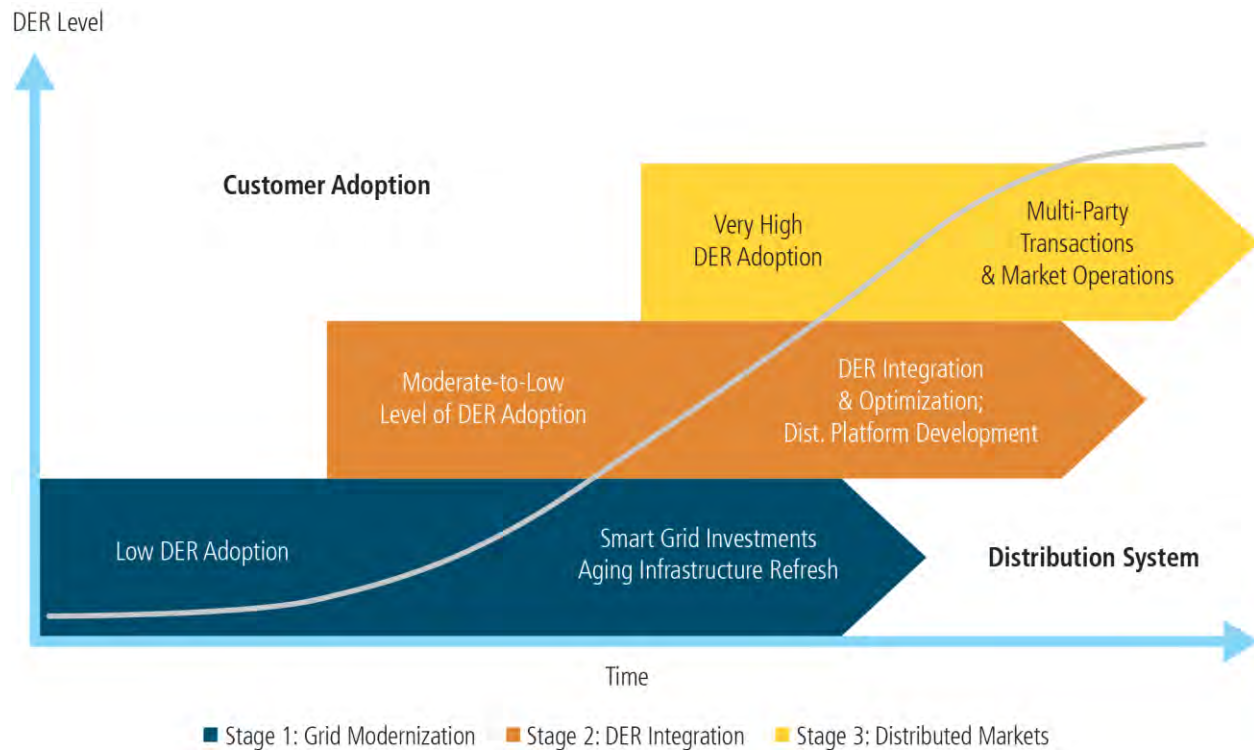 DER Level
Customer Adoption
Very High
DER Adoption
Multi-Party
Transactions
& Market Operations
Moderate-to-Low
Level of DER Adoption
DER Integration
& Optimization;
Dist. Platform Development
Low DER Adoption
Smart Grid Investments
Aging Infrastructure Refresh
Distribution System
Time
Stage 1: Grid Modernization
Stage 2: DER Integration
Stage 3: Distributed Markets